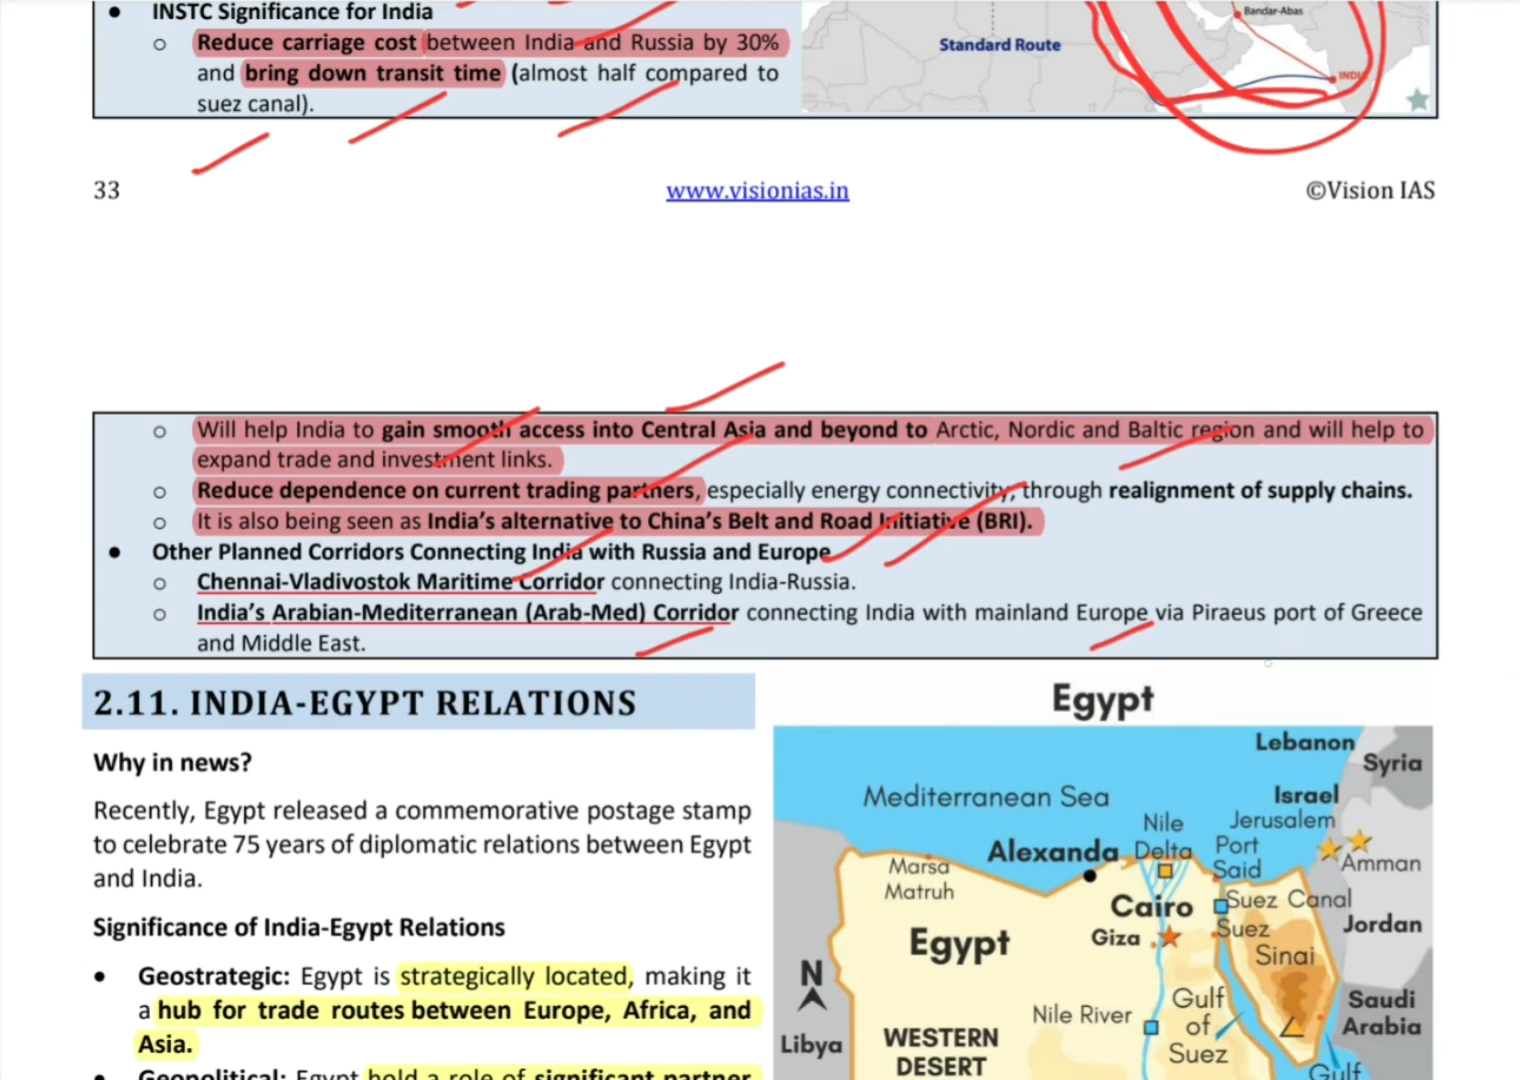 ● INSTC Significance for India
○ Reduce carriage cost between India and Russia by 30%
and bring down transit time (almost half compared to
suez canal).
Bandar-Abas
Standard Route
INDIA
33
www.visionias.in
©Vision IAS
○ Will help India to gain smooth access into Central Asia and beyond to Arctic, Nordic and Baltic region and will help to
expand trade and investment links.
○ Reduce dependence on current trading partners, especially energy connectivity, through realignment of supply chains.
○ It is also being seen as India’s alternative to China’s Belt and Road Initiative (BRI).
● Other Planned Corridors Connecting India with Russia and Europe
○ Chennai-Vladivostok Maritime Corridor connecting India-Russia.
○ India’s Arabian-Mediterranean (Arab-Med) Corridor connecting India with mainland Europe via Piraeus port of Greece
and Middle East.
2.11. INDIA-EGYPT RELATIONS
Why in news?
Recently, Egypt released a commemorative postage stamp
to celebrate 75 years of diplomatic relations between Egypt
and India.
Significance of India-Egypt Relations
● Geostrategic: Egypt is strategically located, making it
a hub for trade routes between Europe, Africa, and
Asia.
● Geopolitical: Egypt hold a role of significant partner
Egypt
Lebanon
Syria
Mediterranean Sea
Israel
Jerusalem
Nile
Delta
Port
Said
Alexanda
Amman
Marsa
Matruh
Suez Canal
Cairo
Jordan
Suez
Giza
Egypt
Sinai
N
Gulf
of
Suez
Saudi
Arabia
Nile River
Libya
WESTERN
DESERT
Gulf